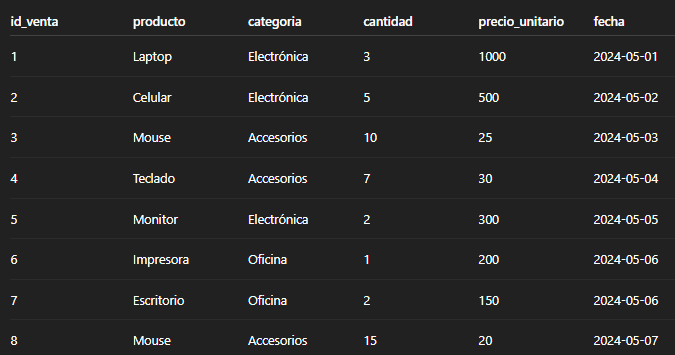 id_venta producto categoria cantidad precio_unitario fecha
1 Laptop Electrónica 3 1000 2024-05-01
2 Celular Electrónica 5 500 2024-05-02
3 Mouse Accesorios 10 25 2024-05-03
4 Teclado Accesorios 7 30 2024-05-04
5 Monitor Electrónica 2 300 2024-05-05
6 Impresora Oficina 1 200 2024-05-06
7 Escritorio Oficina 2 150 2024-05-06
8 Mouse Accesorios 15 20 2024-05-07